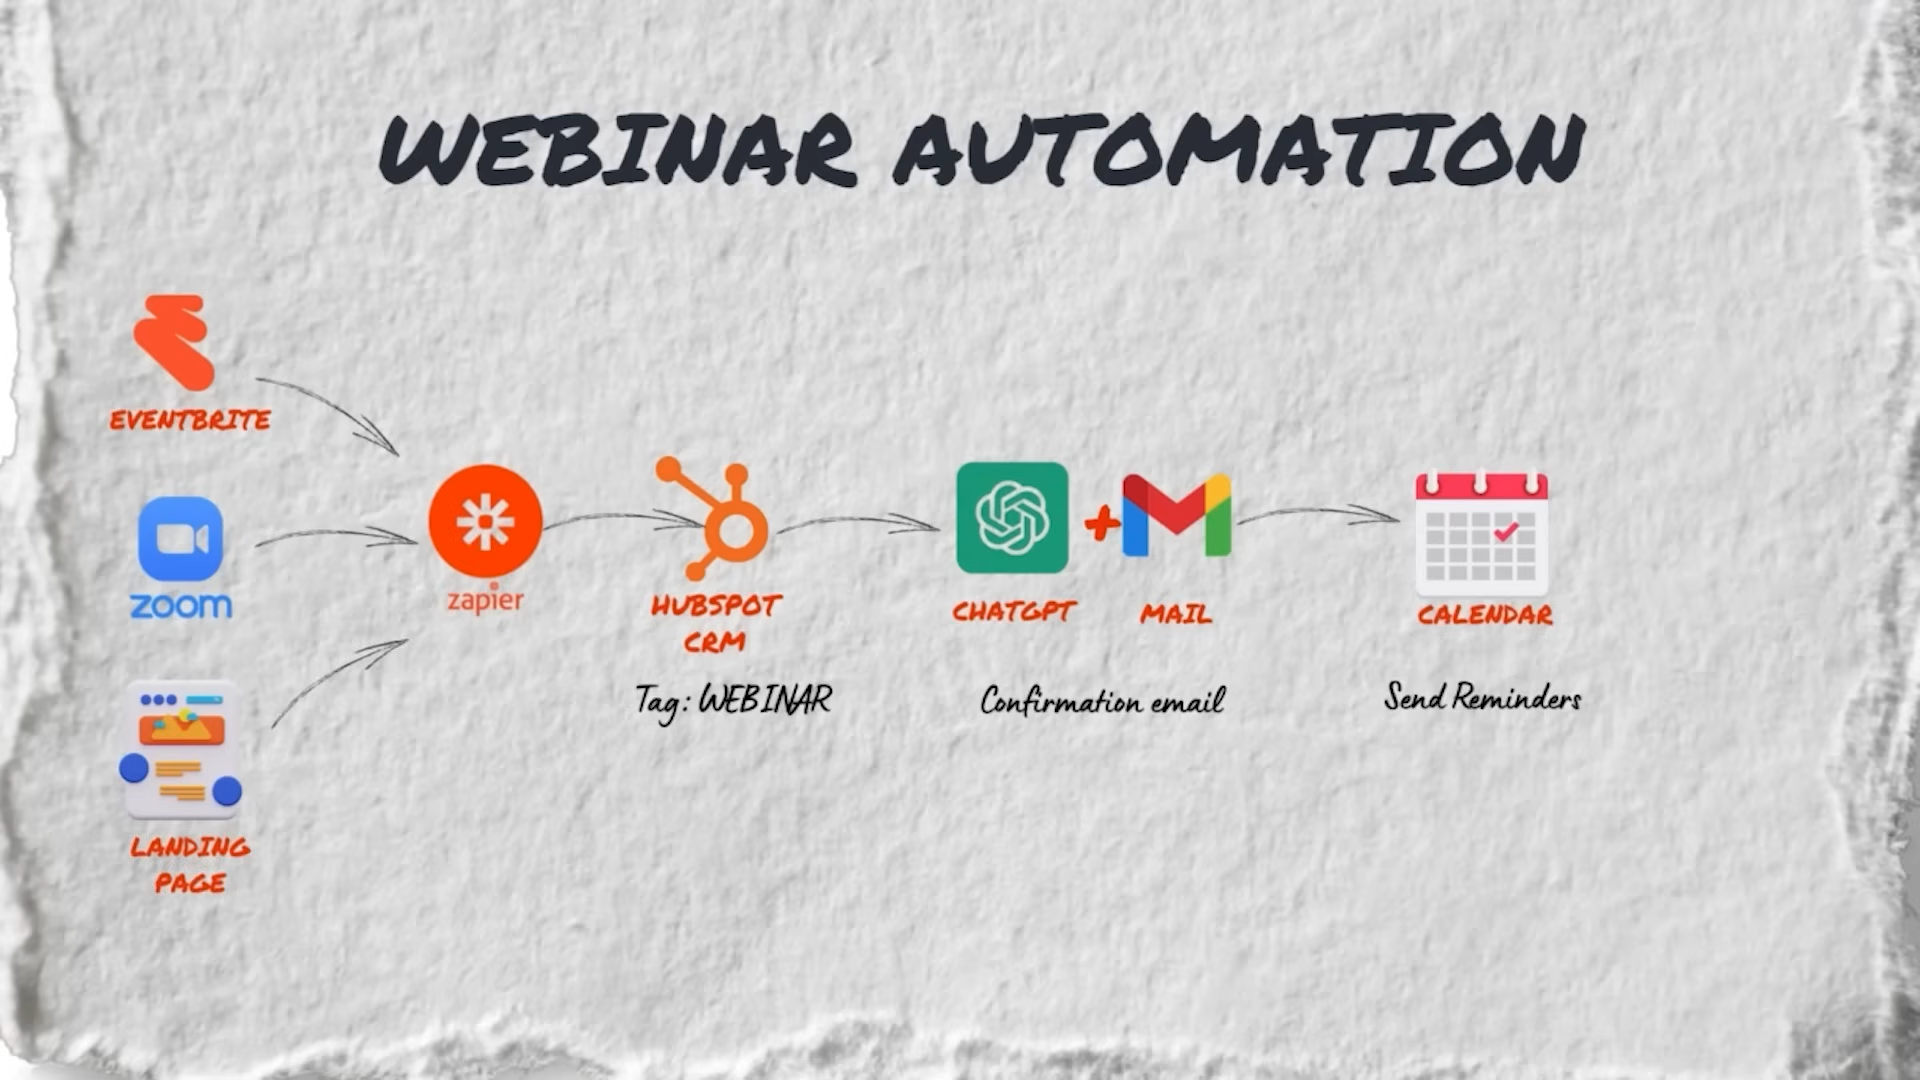 WEBINAR AUTOMATION
EVENTBRITE
zoom
LANDING
PAGE
zapier
HUBSPOT
CRM
Tag: WEBINAR
CHATGPT
+
MAIL
Confirmation email
CALENDAR
Send Reminders